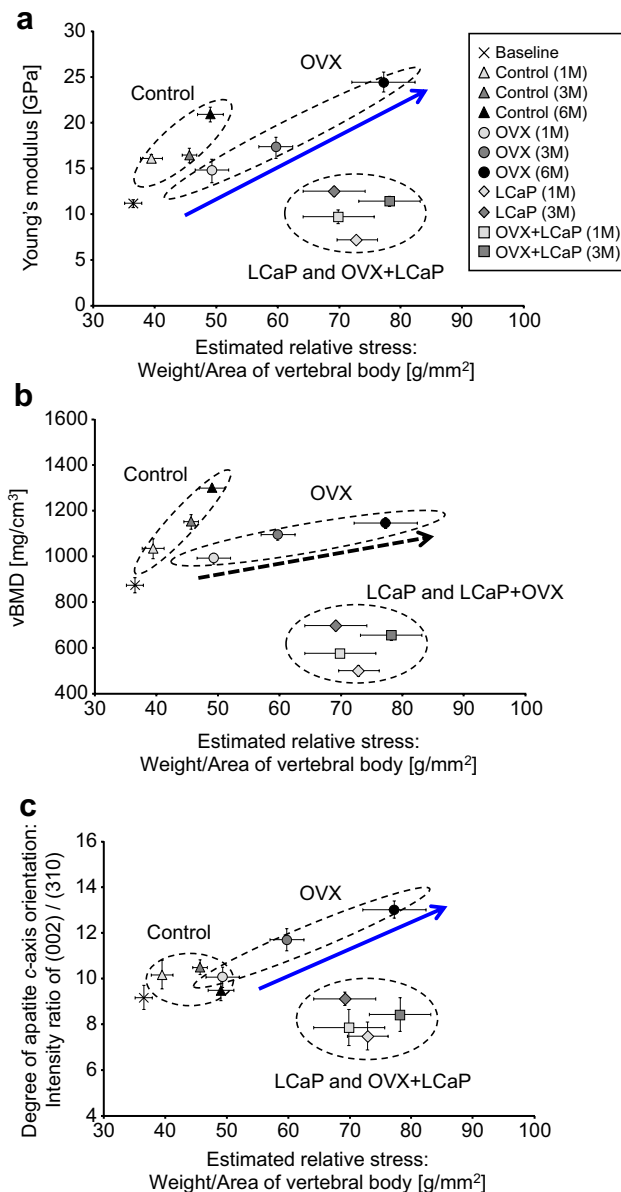 a
Young's modulus [GPa]
30
25
20
15
10
5
0
Control
OVX
LCaP and OVX+LCaP
30 40 50 60 70 80 90 100
Estimated relative stress:
Weight/Area of vertebral body [g/mm²]
Baseline
Control (1M)
Control (3M)
Control (6M)
OVX (1M)
OVX (3M)
OVX (6M)
LCaP (1M)
LCaP (3M)
OVX+LCaP (1M)
OVX+LCaP (3M)
b
vBMD [mg/cm³]
1600
1400
1200
1000
800
600
400
Control
OVX
LCaP and LCaP+OVX
30 40 50 60 70 80 90 100
Estimated relative stress:
Weight/Area of vertebral body [g/mm²]
c
Degree of apatite c-axis orientation:
Intensity ratio of (002) / (310)
16
14
12
10
8
6
4
OVX
Control
LCaP and OVX+LCaP
30 40 50 60 70 80 90 100
Estimated relative stress:
Weight/Area of vertebral body [g/mm²]